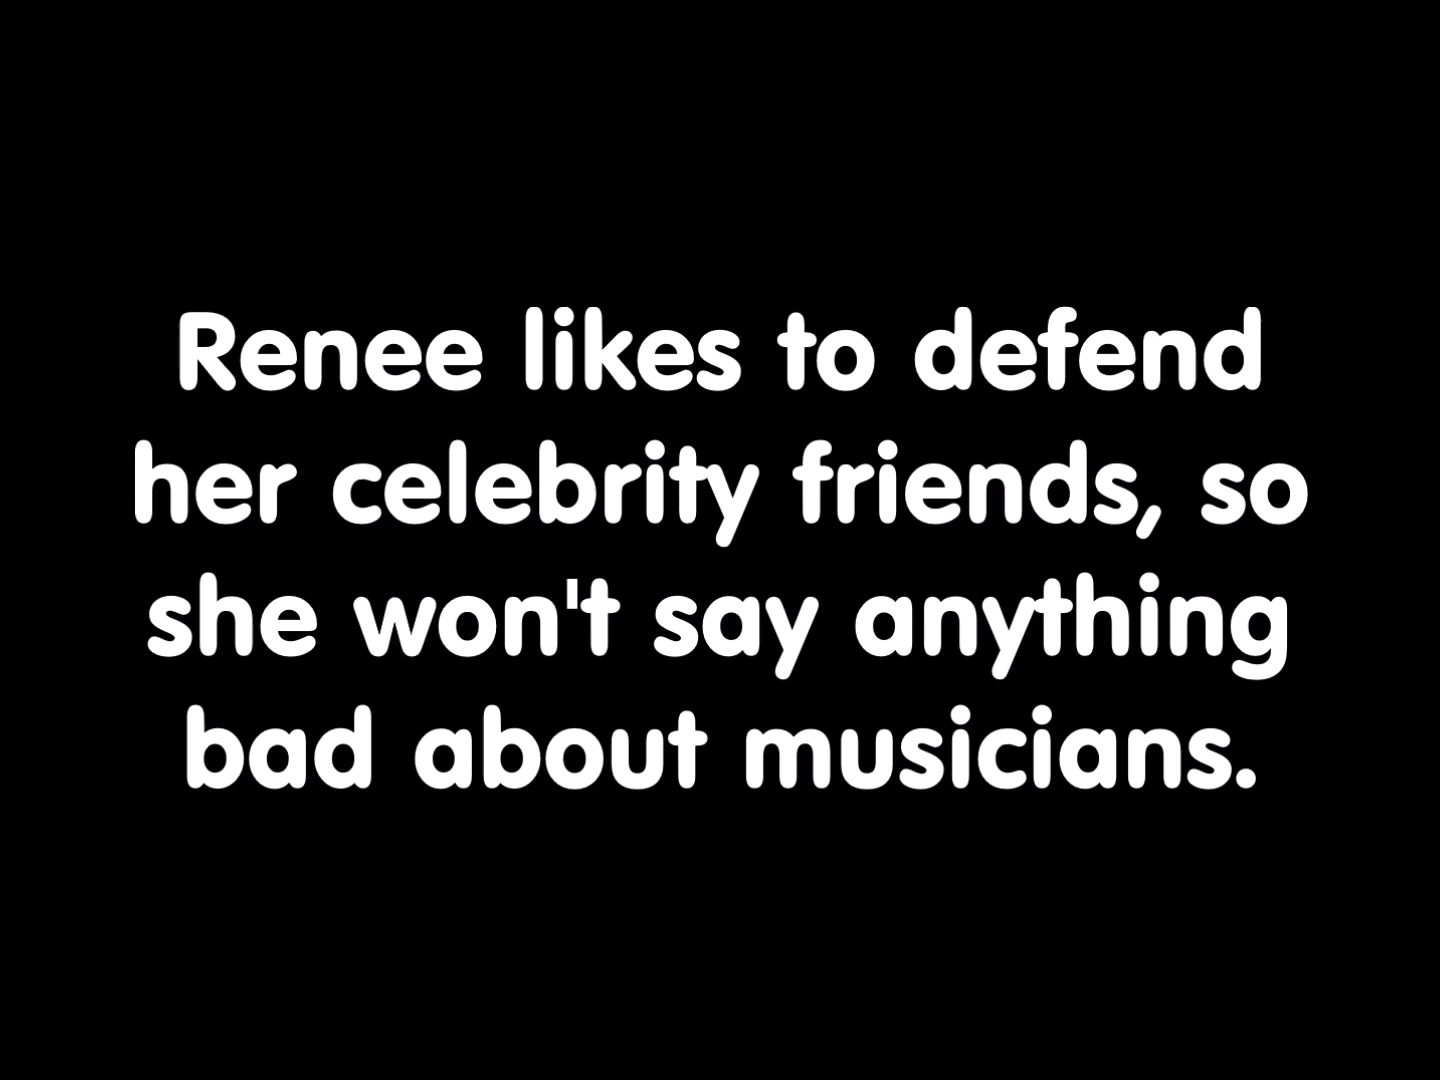 Renee likes to defend
her celebrity friends, so
she won't say anything
bad about musicians.